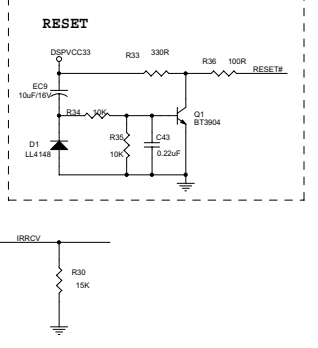 RESET
DSPVCC33
R33 330R
R36 100R
RESET#
EC9
10uF/16V
R34 10K
Q1
BT3904
D1
LL4148
R35
10K
C43
0.22uF
IRRCV
R30
15K